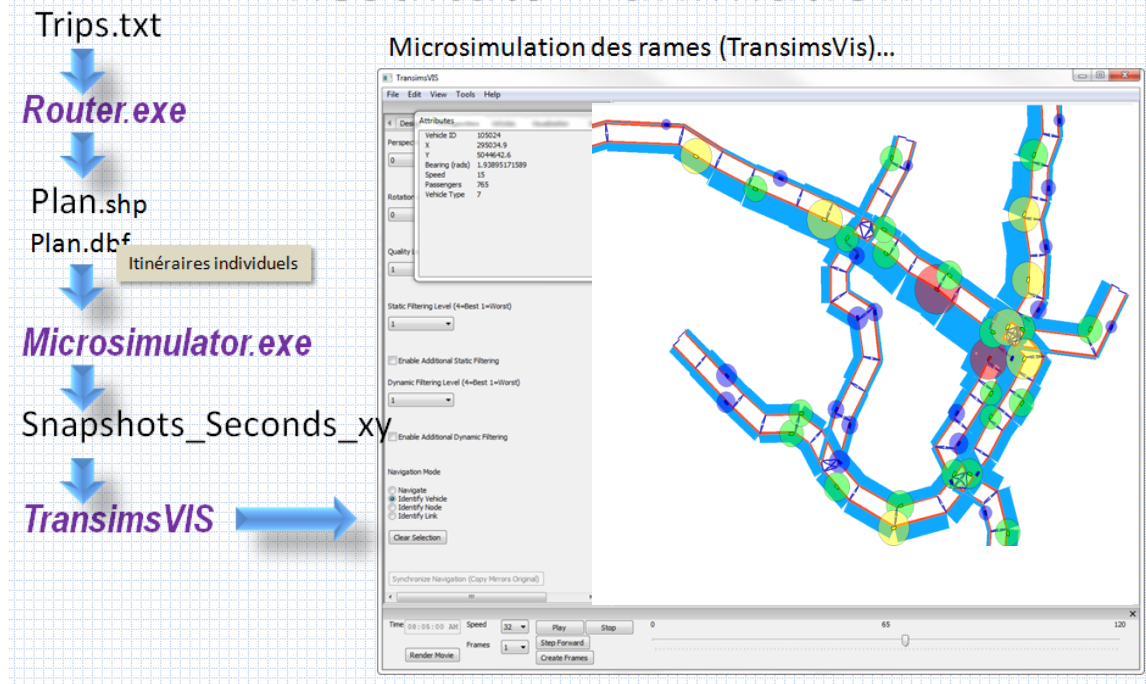 Trips.txt
Router.exe
Plan.shp
Plan.dbf
Itinéraires individuels
Microsimulator.exe
Snapshots_Seconds_xy
TransimsVIS
Microsimulation des rames (TransimsVis)...
TransimsVIS
File Edit View Tools Help
Attributes
Vehicle ID 105024
X 295034.9
Y 5044642.6
Bearing (rads) 1.93895171589
Speed 15
Passengers 765
Vehicle Type 7
0
Rotation
0
1
Static Filtering Level (4=Best 1=Worst)
1
Enable Additional Static Filtering
Dynamic Filtering Level (4=Best 1=Worst)
1
Enable Additional Dynamic Filtering
Navigation Mode
Navigate
Identify Vehicle
Identify Node
Identify Link
Clear Selection
Synchronize Navigation (Copy Mirrors Original)
Time 08:05:00 AM Speed 32 Play Stop 0 65 120
Frames 1 Step Forward
Render Movie Create Frames